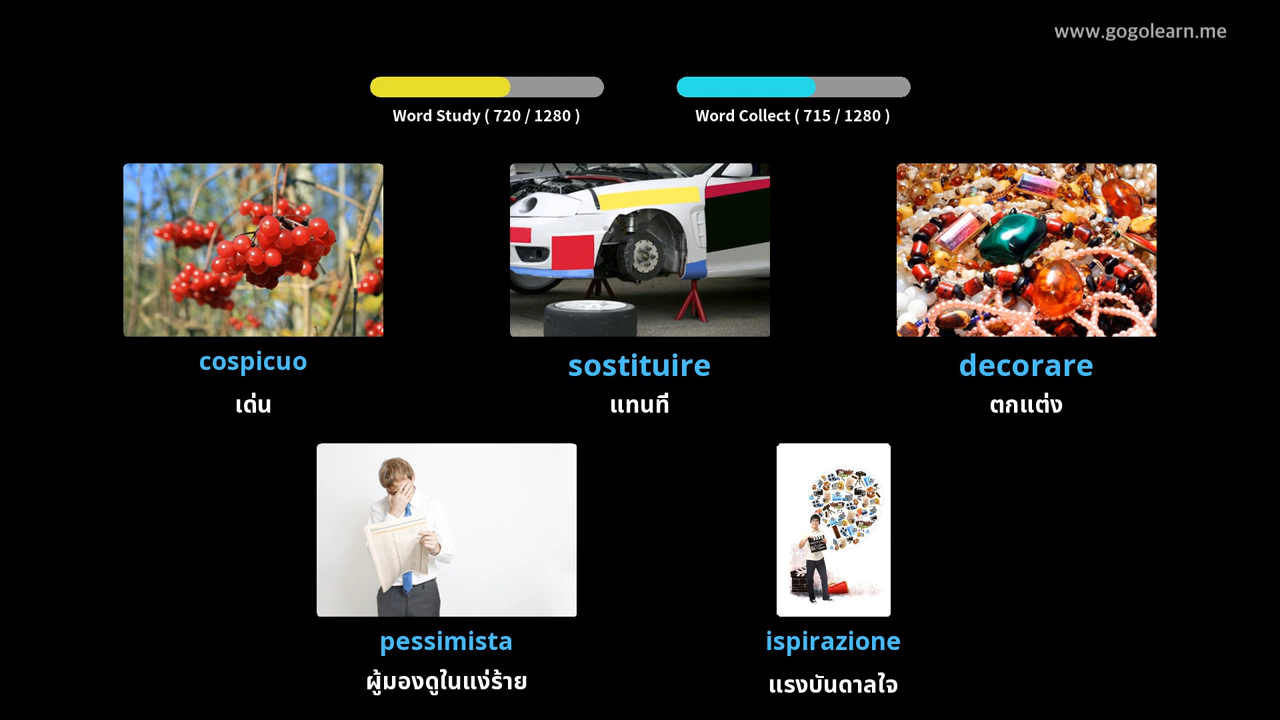 www.gogolearn.me
Word Study ( 720 / 1280 )
Word Collect ( 715 / 1280 )
cospicuo
sostituire
decorare
เด่น
แทนที่
ตกแต่ง
pessimista
ispirazione
ผู้มองดูในแง่ร้าย
แรงบันดาลใจ